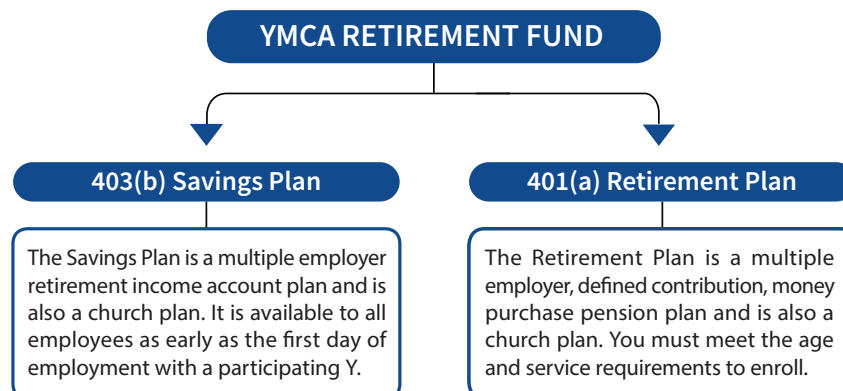 YMCA RETIREMENT FUND
403(b) Savings Plan
The Savings Plan is a multiple employer
retirement income account plan and is
also a church plan. It is available to all
employees as early as the first day of
employment with a participating Y.
401(a) Retirement Plan
The Retirement Plan is a multiple
employer, defined contribution, money
purchase pension plan and is also a
church plan. You must meet the age
and service requirements to enroll.